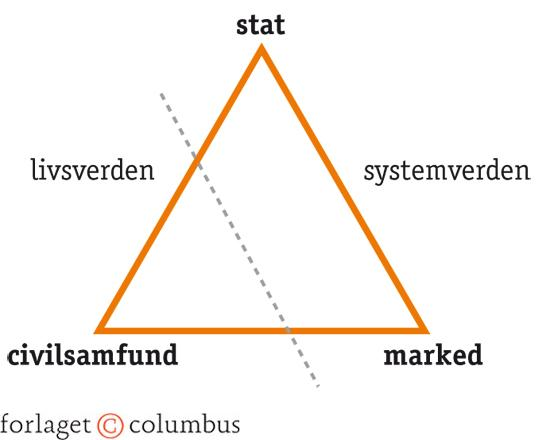 stat
livsverden
systemverden
civilsamfund
marked
forlaget © columbus